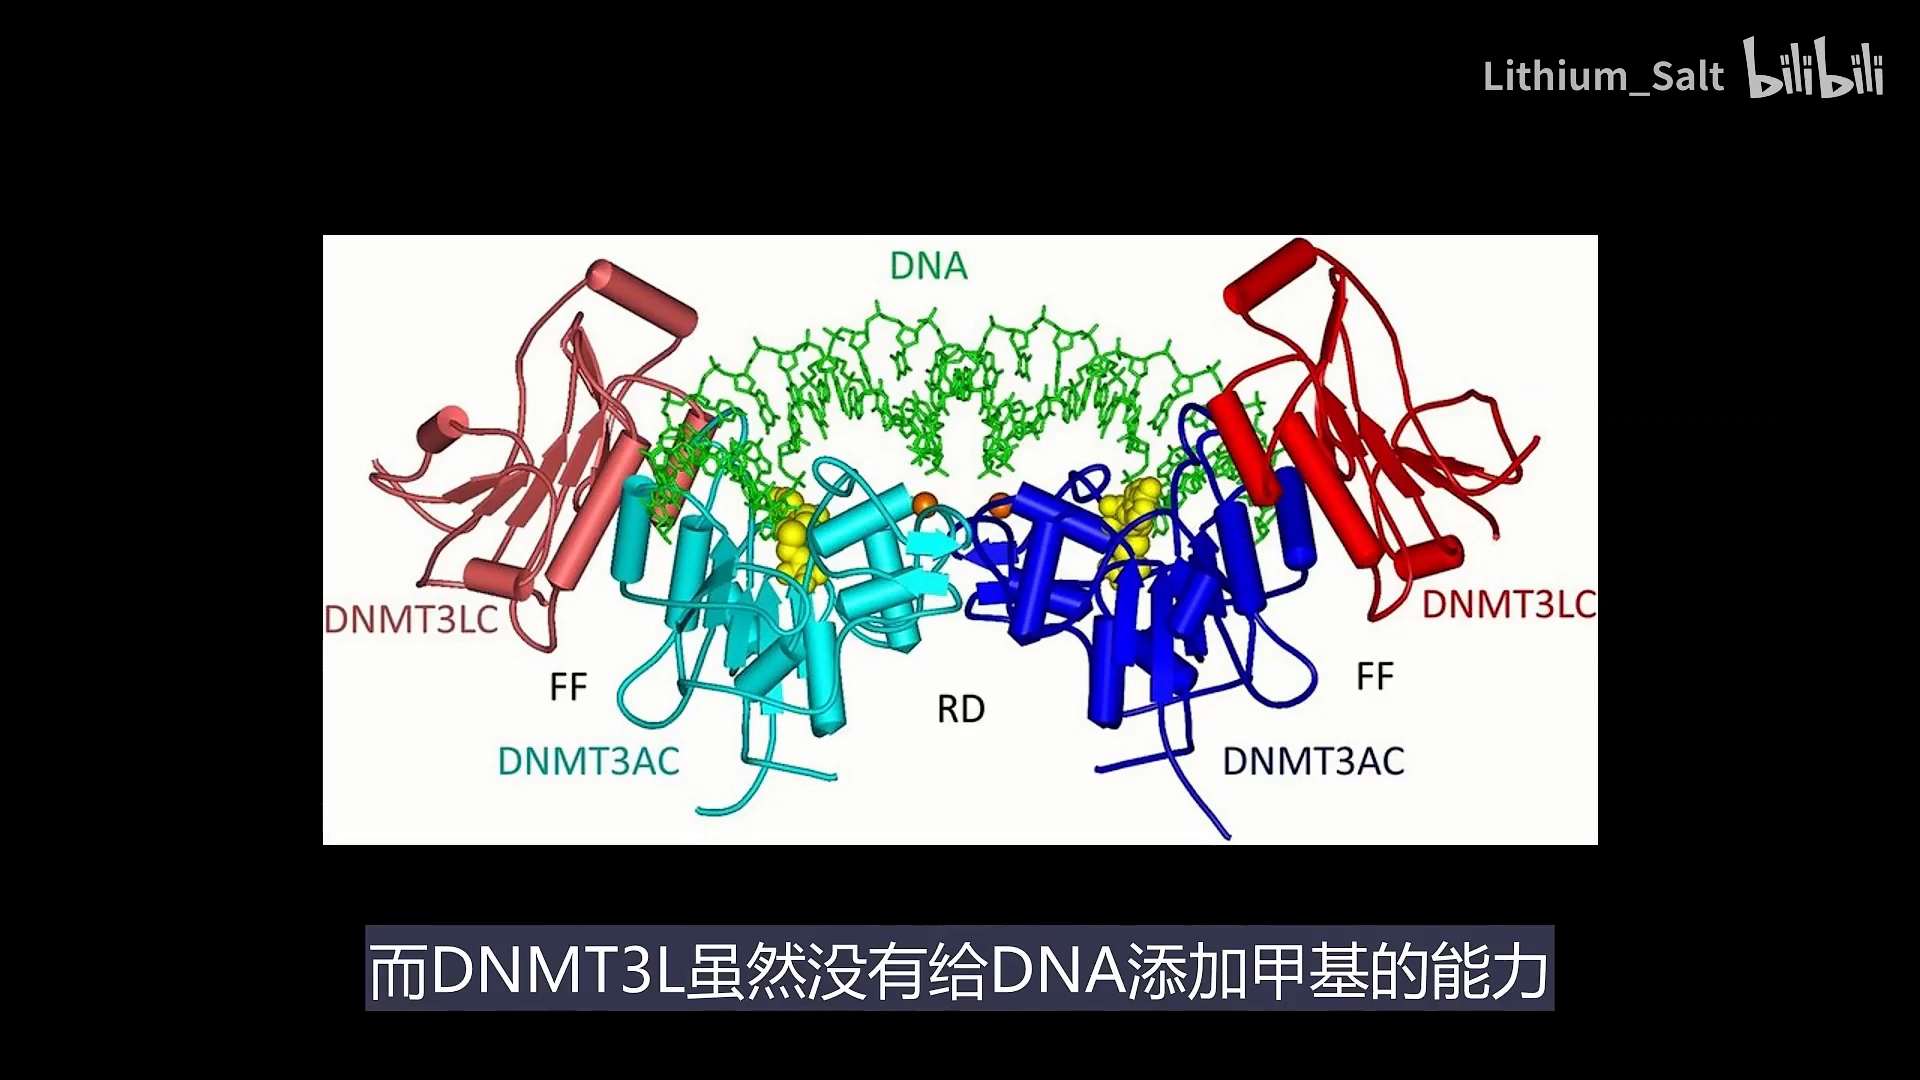 Lithium_Salt bilibili
DNA
DNMT3LC
DNMT3LC
FF
FF
RD
DNMT3AC
DNMT3AC
而DNMT3L虽然没有给DNA添加甲基的能力